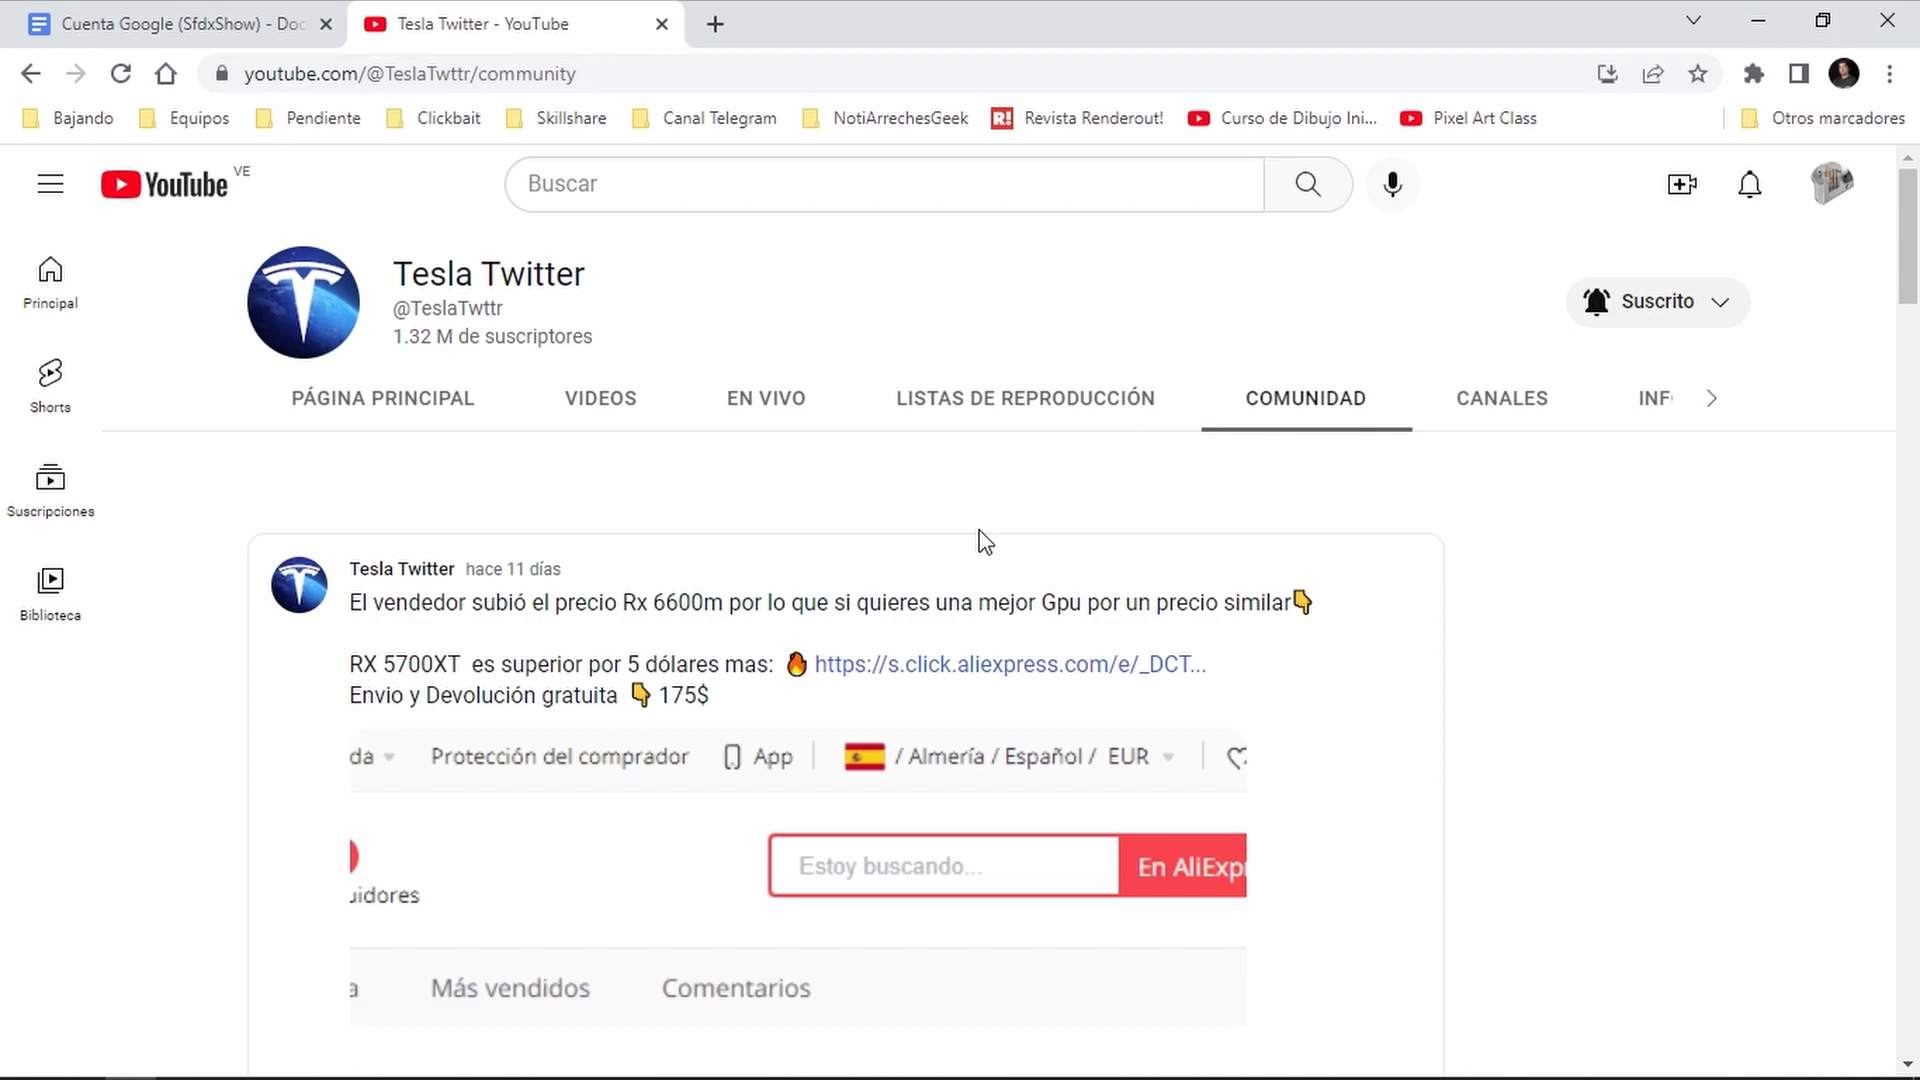 Cuenta Google (SfdxShow) - Doc
Tesla Twitter - YouTube
youtube.com/@TeslaTwttr/community
Bajando
Equipos
Pendiente
Clickbait
Skillshare
Canal Telegram
NotiArrechesGeek
R!
Revista Renderout!
Curso de Dibujo Ini...
Pixel Art Class
Otros marcadores
YouTube VE
Buscar
Principal
Shorts
Suscripciones
Biblioteca
Tesla Twitter
@TeslaTwttr
1.32 M de suscriptores
Suscrito
PÁGINA PRINCIPAL
VIDEOS
EN VIVO
LISTAS DE REPRODUCCIÓN
COMUNIDAD
CANALES
INF
Tesla Twitter hace 11 días
El vendedor subió el precio Rx 6600m por lo que si quieres una mejor Gpu por un precio similar👇
RX 5700XT es superior por 5 dólares mas: 🔥 https://s.click.aliexpress.com/e/_DCT...
Envio y Devolución gratuita 👇 175$
da
Protección del comprador
App
/ Almería / Español / EUR
Estoy buscando...
En AliExpr
uidores
a
Más vendidos
Comentarios